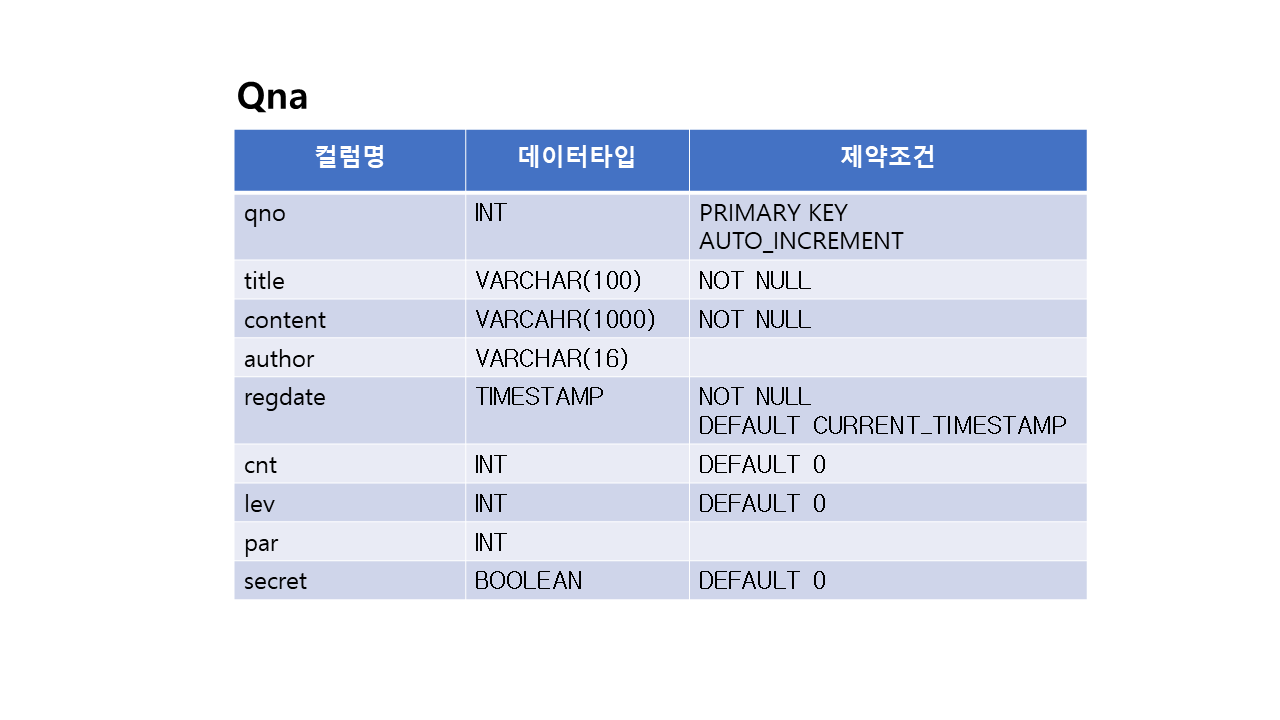 Qna
컬럼명 데이터타입 제약조건
qno INT PRIMARY KEY
AUTO_INCREMENT
title VARCHAR(100) NOT NULL
content VARCAHR(1000) NOT NULL
author VARCHAR(16)
regdate TIMESTAMP NOT NULL
DEFAULT CURRENT_TIMESTAMP
cnt INT DEFAULT 0
lev INT DEFAULT 0
par INT
secret BOOLEAN DEFAULT 0